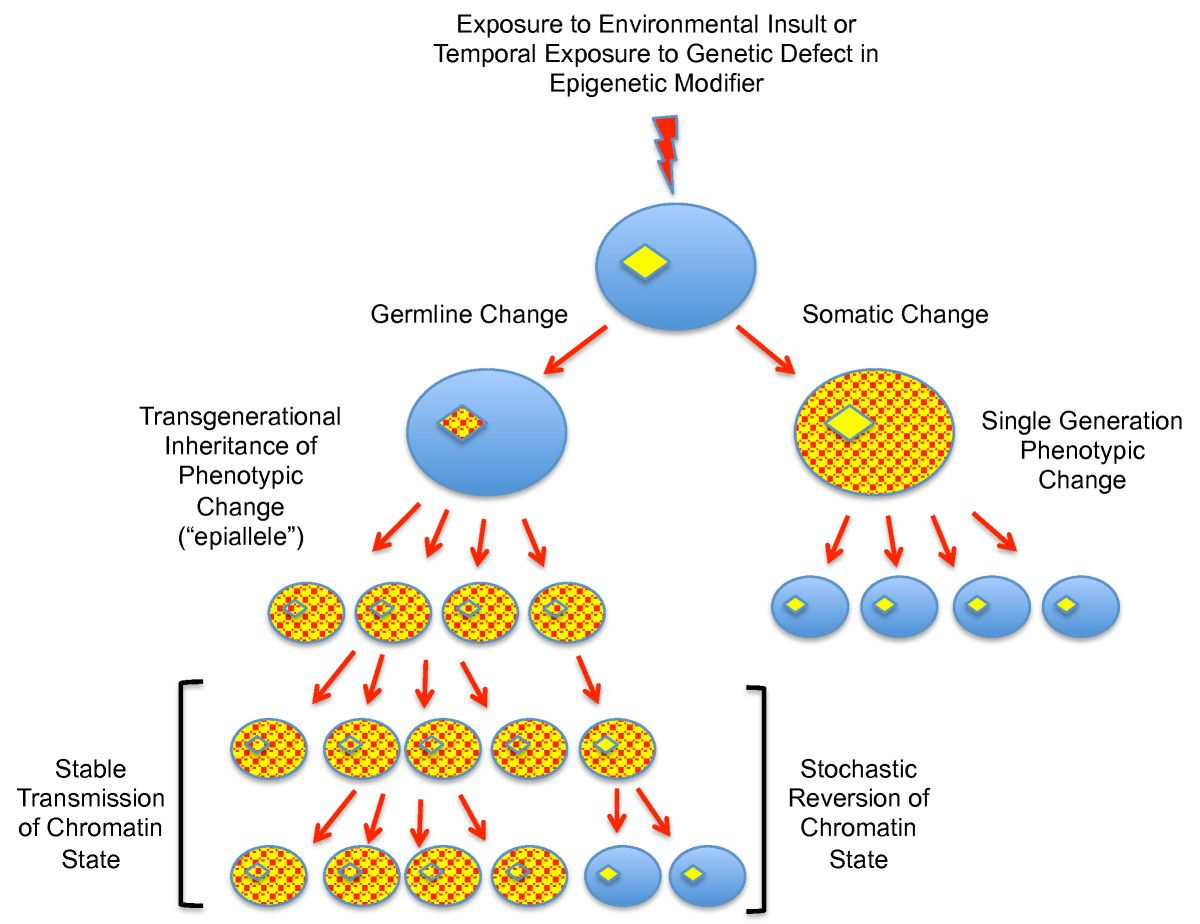 Exposure to Environmental Insult or
Temporal Exposure to Genetic Defect in
Epigenetic Modifier
Germline Change
Somatic Change
Transgenerational
Inheritance of
Phenotypic
Change
(“epiallele”)
Single Generation
Phenotypic
Change
Stable
Transmission
of Chromatin
State
Stochastic
Reversion of
Chromatin
State